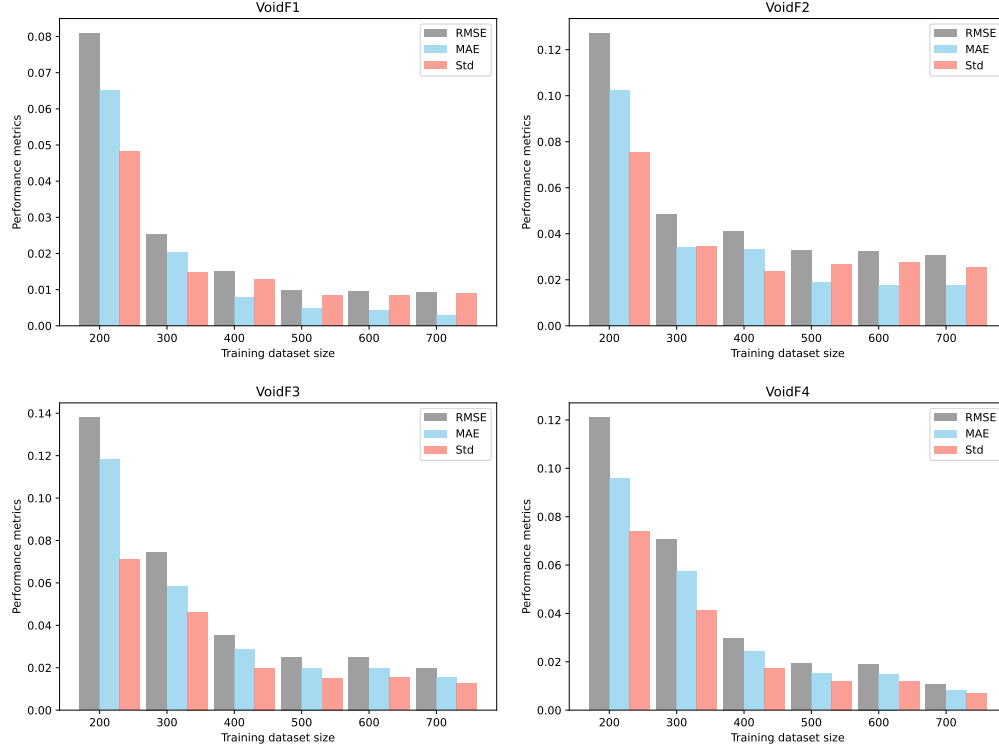 VoidF1
Performance metrics
0.08
0.07
0.06
0.05
0.04
0.03
0.02
0.01
0.00
RMSE
MAE
Std
200 300 400 500 600 700
Training dataset size
VoidF2
Performance metrics
0.12
0.10
0.08
0.06
0.04
0.02
0.00
RMSE
MAE
Std
200 300 400 500 600 700
Training dataset size
VoidF3
Performance metrics
0.14
0.12
0.10
0.08
0.06
0.04
0.02
0.00
RMSE
MAE
Std
200 300 400 500 600 700
Training dataset size
VoidF4
Performance metrics
0.12
0.10
0.08
0.06
0.04
0.02
0.00
RMSE
MAE
Std
200 300 400 500 600 700
Training dataset size